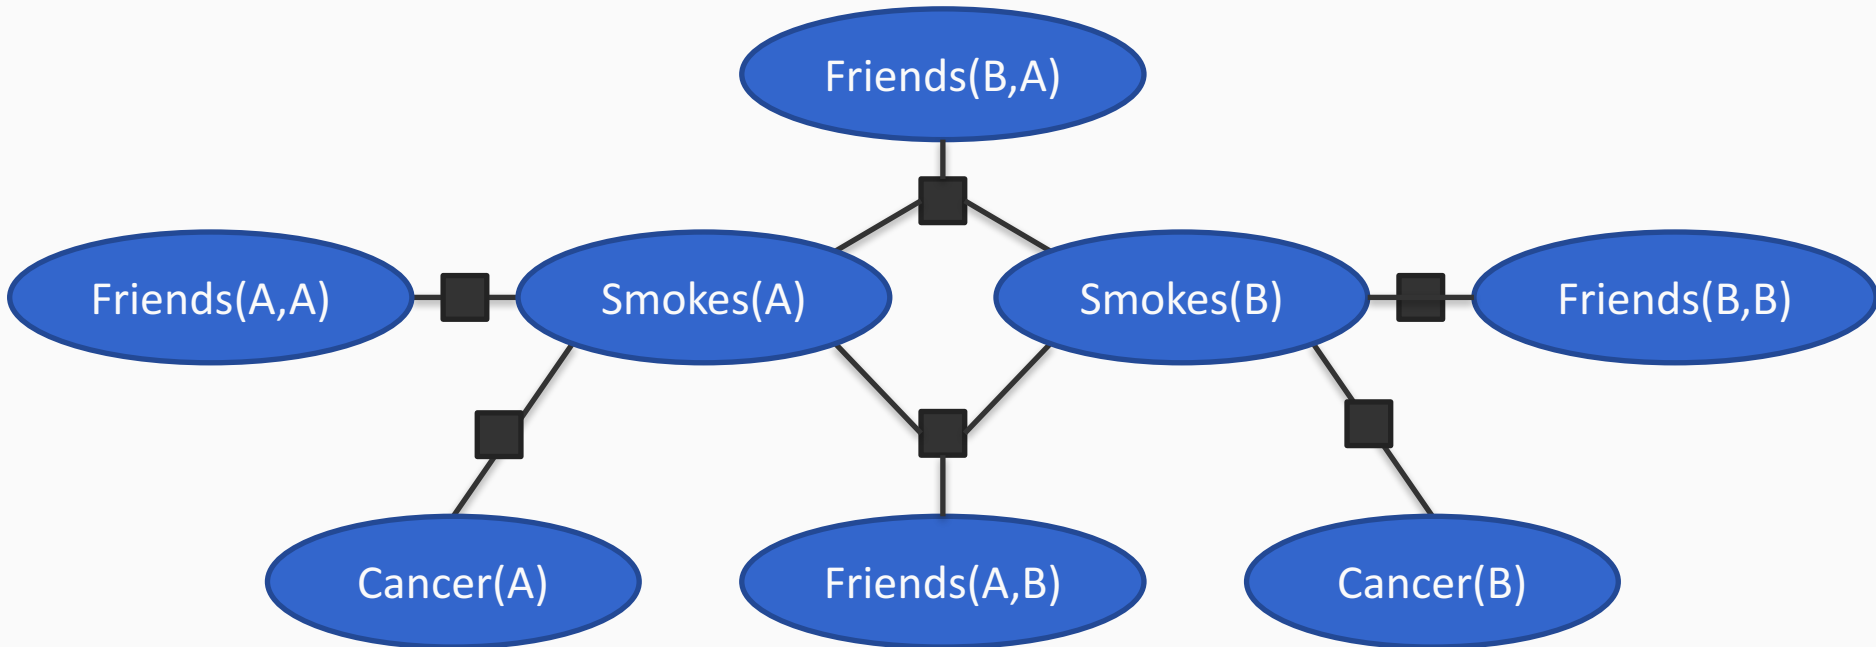 Friends(B,A)
Friends(A,A)
Smokes(A)
Smokes(B)
Friends(B,B)
Cancer(A)
Friends(A,B)
Cancer(B)